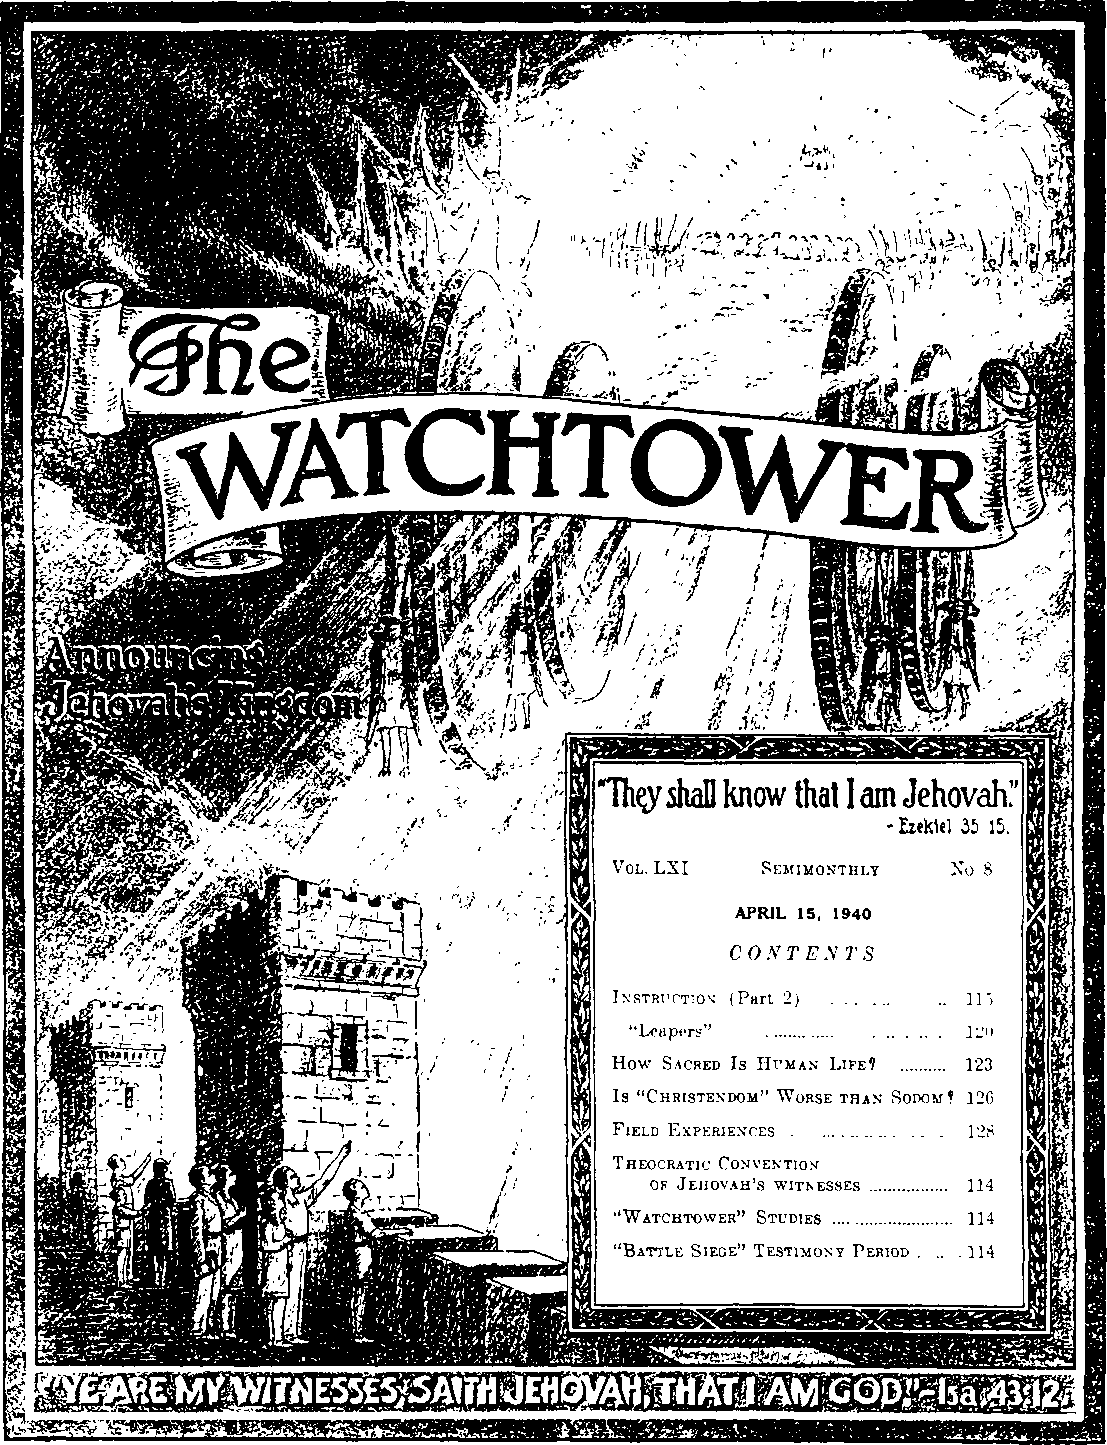 The
WATCHTOWER
Announcing
Jehovah's Kingdom
"They shall know that I am Jehovah."
- Ezekiel 35 15.
VOL. LXI SEMIMONTHLY No 8
APRIL 15, 1940
CONTENTS
INSTRUCTION (Part 2) ... 115
"Leapers" ... 120
HOW SACRED IS HUMAN LIFE? ... 123
IS "CHRISTENDOM" WORSE THAN SODOM? 126
FIELD EXPERIENCES ... 128
THEOCRATIC CONVENTION
OF JEHOVAH'S WITNESSES ... 114
"WATCHTOWER" STUDIES ... 114
"BATTLE SIEGE" TESTIMONY PERIOD ... 114
"YE ARE MY WITNESSES, SAITH JEHOVAH, THAT I AM GOD."-Isa. 43:12.